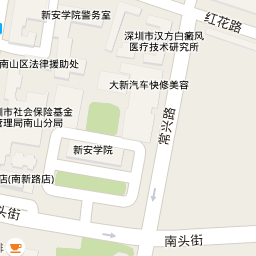 新安学院警务室
红花路
深圳市汉方白癜风
医疗技术研究所
南山区法律援助处
大新汽车快修美容
圳市社会保险基金
管理局南山分局
常兴路
新安学院
店(南新路店)
头街
南头街
啡